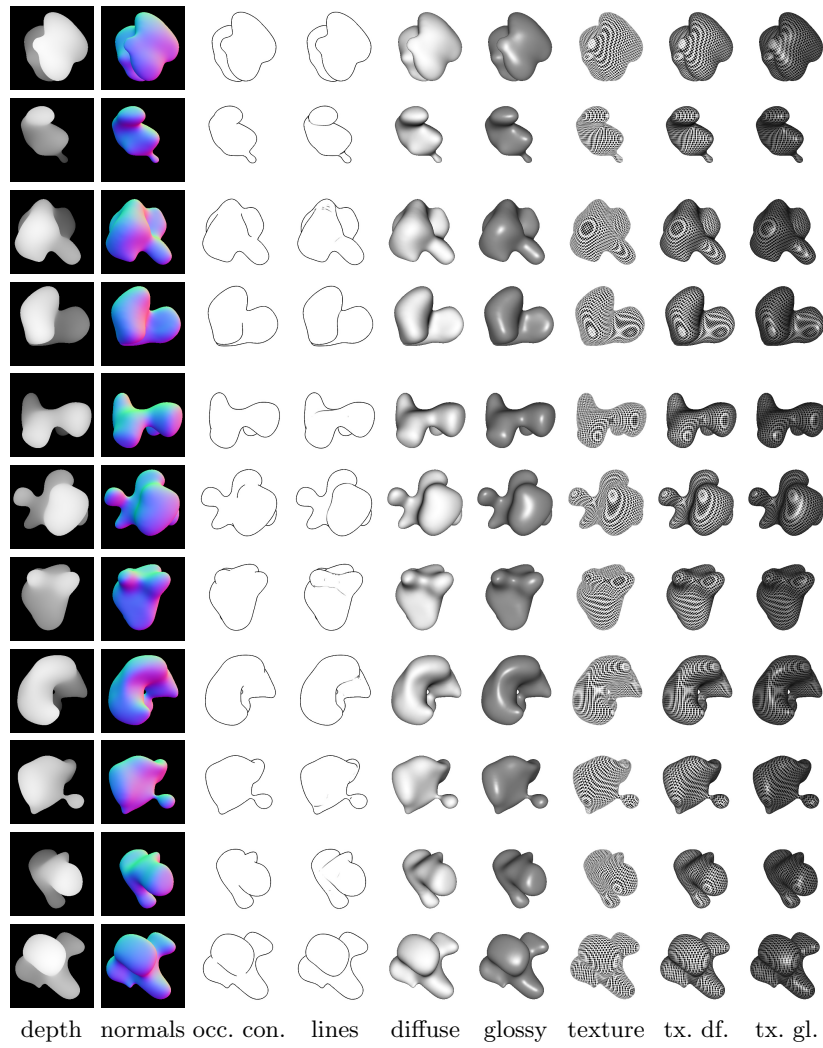 depth normals occ. con. lines diffuse glossy texture tx. df. tx. gl.